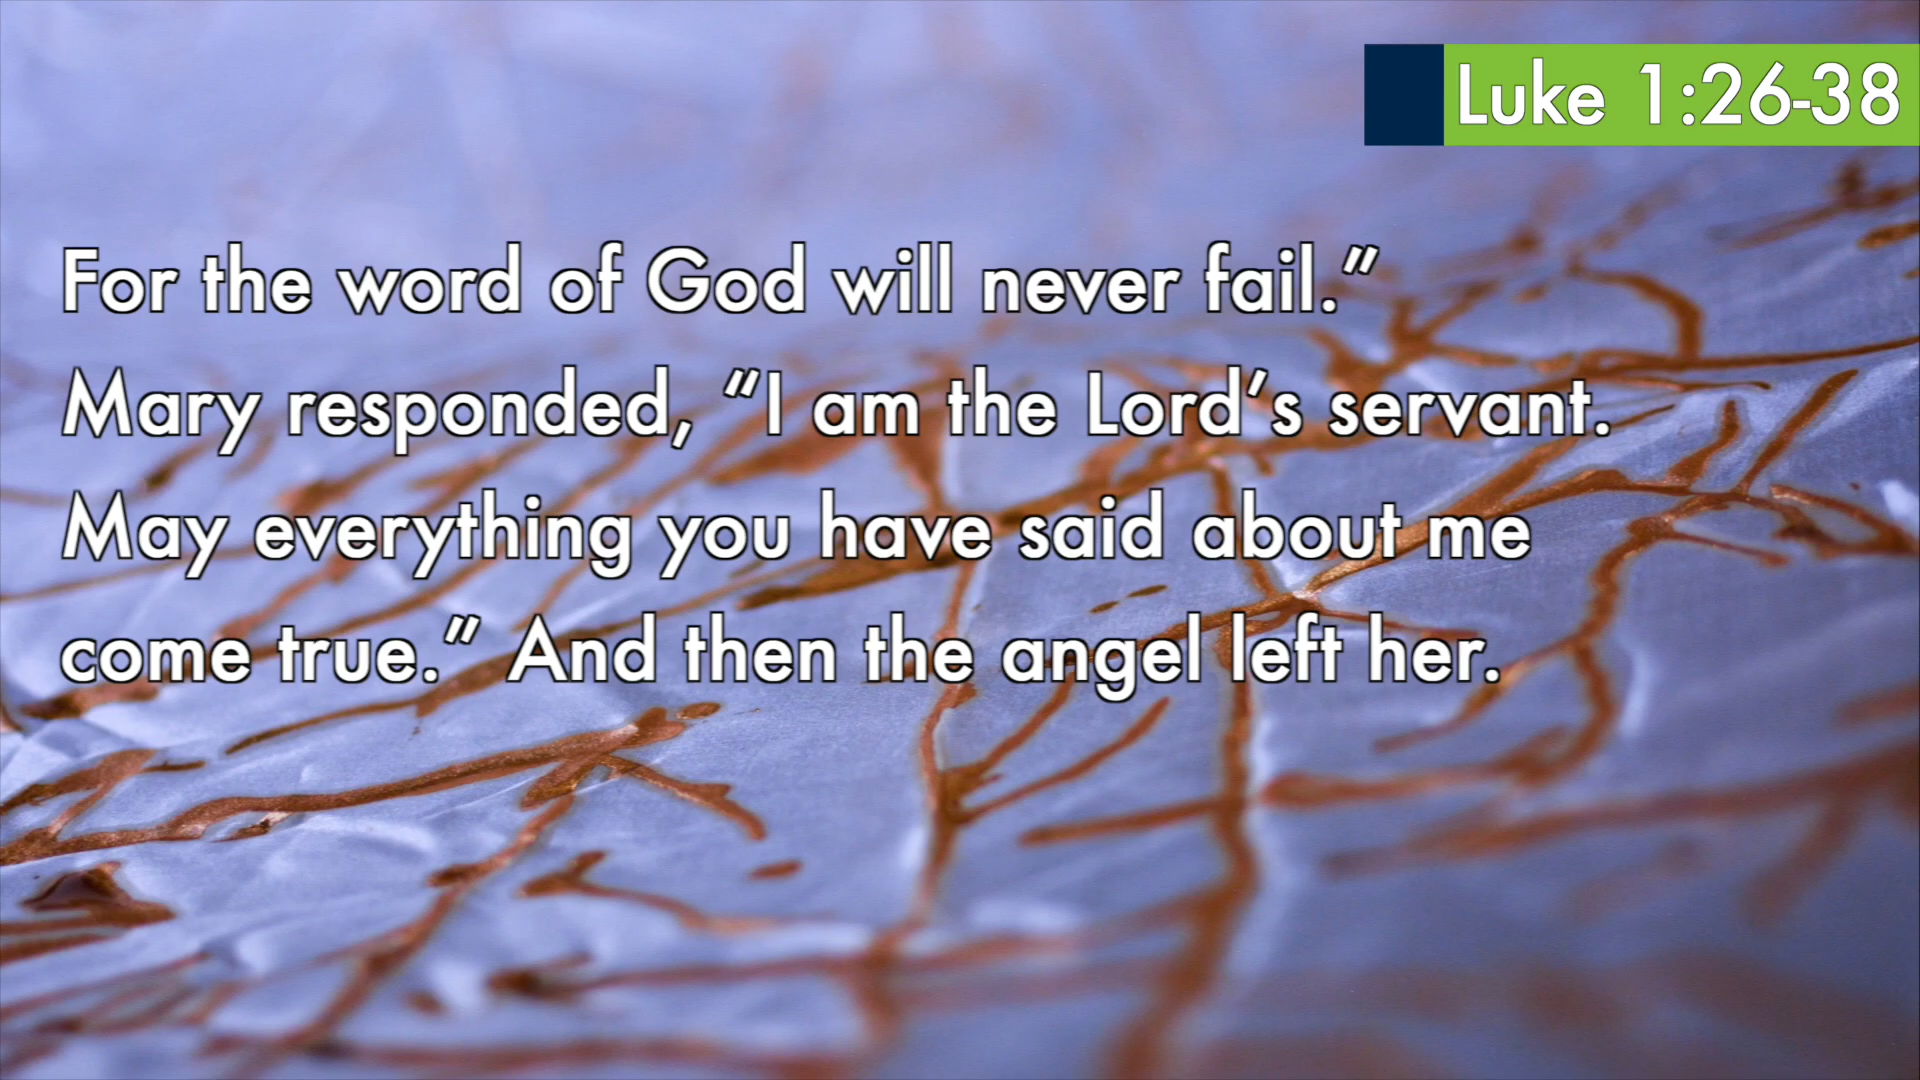 Luke 1:26-38
For the word of God will never fail.”
Mary responded, “I am the Lord’s servant.
May everything you have said about me
come true.” And then the angel left her.